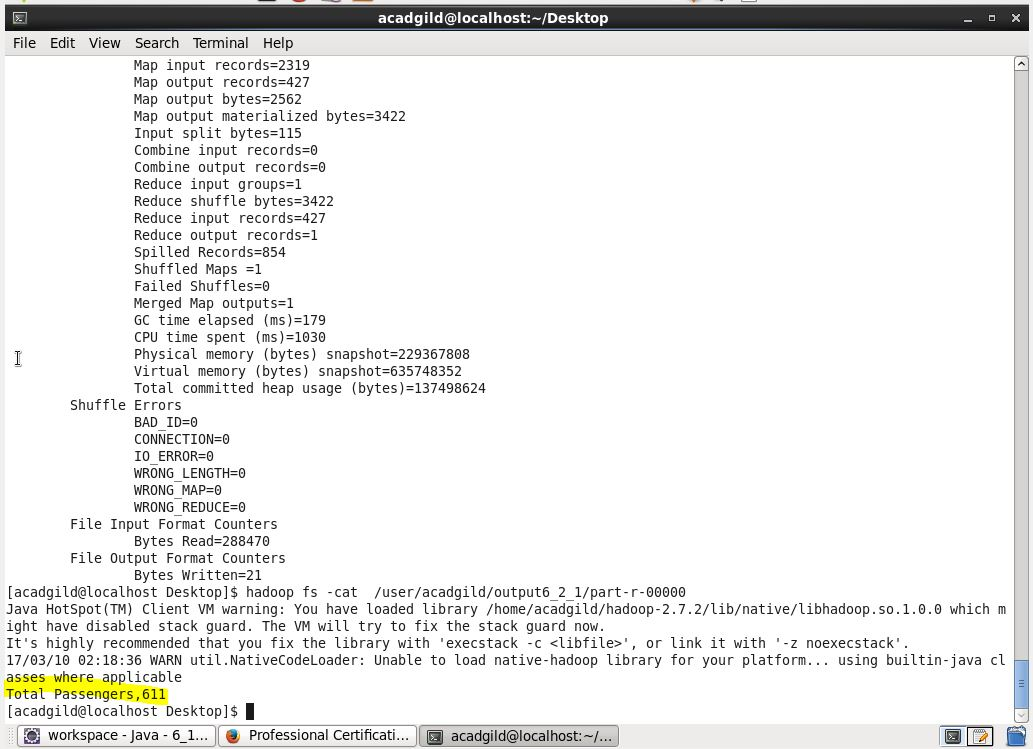 acadgild@localhost:~/Desktop
File Edit View Search Terminal Help
Map input records=2319
Map output records=427
Map output bytes=2562
Map output materialized bytes=3422
Input split bytes=115
Combine input records=0
Combine output records=0
Reduce input groups=1
Reduce shuffle bytes=3422
Reduce input records=427
Reduce output records=1
Spilled Records=854
Shuffled Maps =1
Failed Shuffles=0
Merged Map outputs=1
GC time elapsed (ms)=179
CPU time spent (ms)=1030
Physical memory (bytes) snapshot=229367808
Virtual memory (bytes) snapshot=635748352
Total committed heap usage (bytes)=137498624
Shuffle Errors
BAD_ID=0
CONNECTION=0
IO_ERROR=0
WRONG_LENGTH=0
WRONG_MAP=0
WRONG_REDUCE=0
File Input Format Counters
Bytes Read=288470
File Output Format Counters
Bytes Written=21
[acadgild@localhost Desktop]$ hadoop fs -cat  /user/acadgild/output6_2_1/part-r-00000
Java HotSpot(TM) Client VM warning: You have loaded library /home/acadgild/hadoop-2.7.2/lib/native/libhadoop.so.1.0.0 which m
ight have disabled stack guard. The VM will try to fix the stack guard now.
It's highly recommended that you fix the library with 'execstack -c <libfile>', or link it with '-z noexecstack'.
17/03/10 02:18:36 WARN util.NativeCodeLoader: Unable to load native-hadoop library for your platform... using builtin-java cl
asses where applicable
Total Passengers,611
[acadgild@localhost Desktop]$
workspace - Java - 6_1... Professional Certificati... acadgild@localhost:~/...